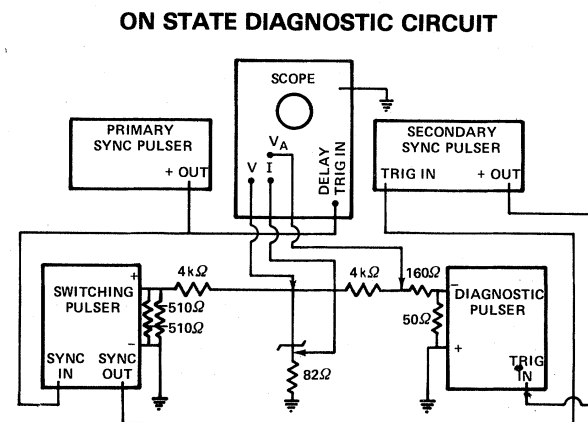 ON STATE DIAGNOSTIC CIRCUIT
SCOPE
V_A
V I
DELAY
TRIG IN
PRIMARY
SYNC PULSER
+ OUT
SECONDARY
SYNC PULSER
TRIG IN + OUT
+
SWITCHING
PULSER
-
SYNC
IN
SYNC
OUT
510Ω
510Ω
4kΩ
82Ω
4kΩ
160Ω
50Ω
-
DIAGNOSTIC
PULSER
+
TRIG
IN